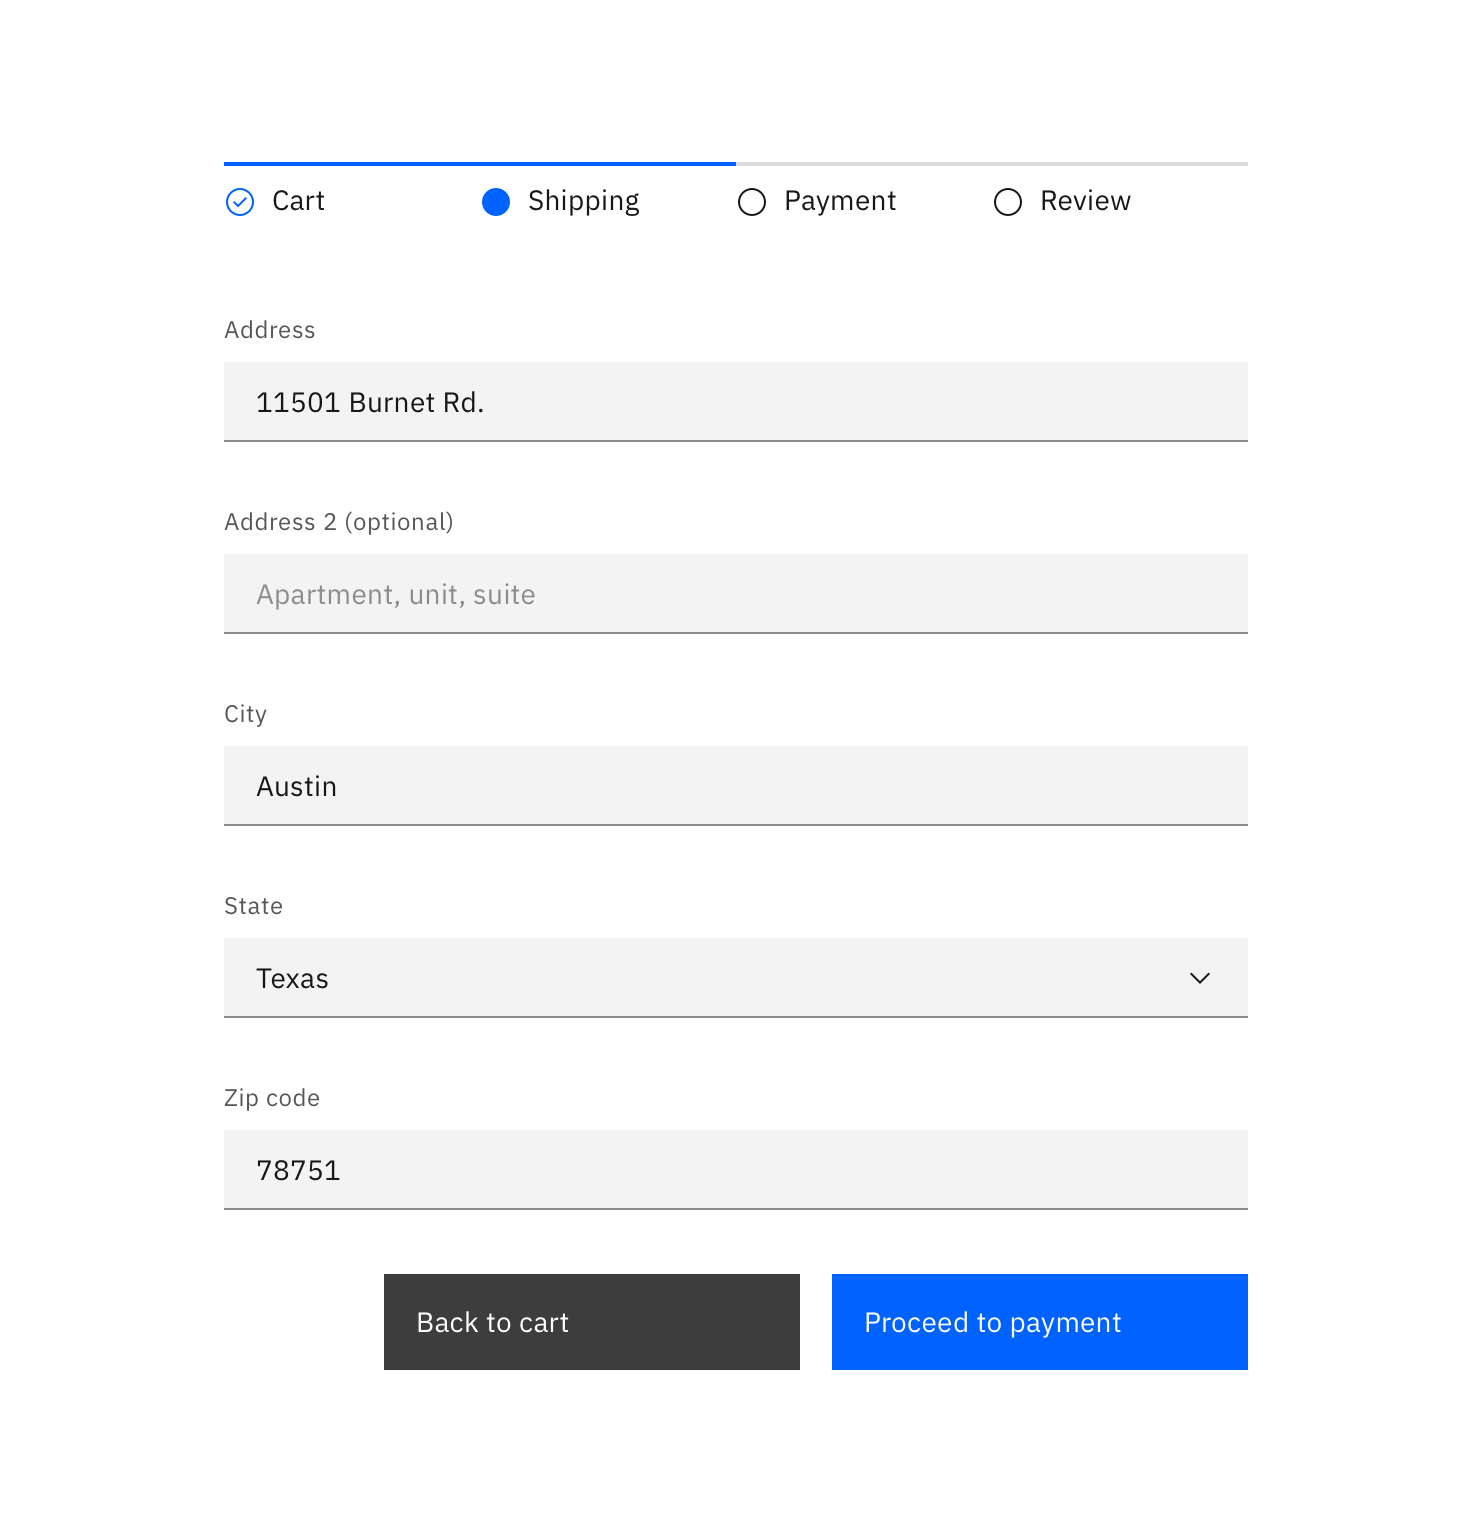 Cart Shipping Payment Review
Address
11501 Burnet Rd.
Address 2 (optional)
Apartment, unit, suite
City
Austin
State
Texas
Zip code
78751
Back to cart Proceed to payment